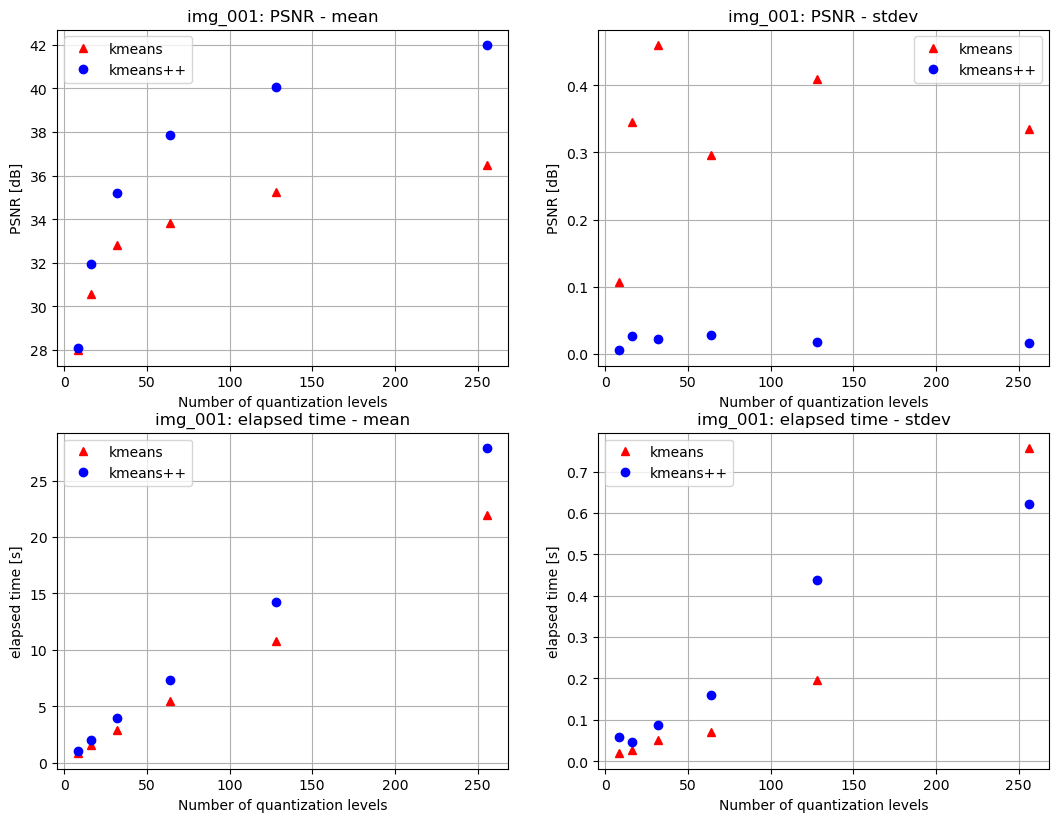 img_001: PSNR - mean
kmeans
kmeans++
42
40
38
36
34
32
30
28
PSNR [dB]
0 50 100 150 200 250
Number of quantization levels
img_001: PSNR - stdev
kmeans
kmeans++
0.4
0.3
0.2
0.1
0.0
PSNR [dB]
0 50 100 150 200 250
Number of quantization levels
img_001: elapsed time - mean
kmeans
kmeans++
25
20
15
10
5
0
elapsed time [s]
0 50 100 150 200 250
Number of quantization levels
img_001: elapsed time - stdev
kmeans
kmeans++
0.7
0.6
0.5
0.4
0.3
0.2
0.1
0.0
elapsed time [s]
0 50 100 150 200 250
Number of quantization levels